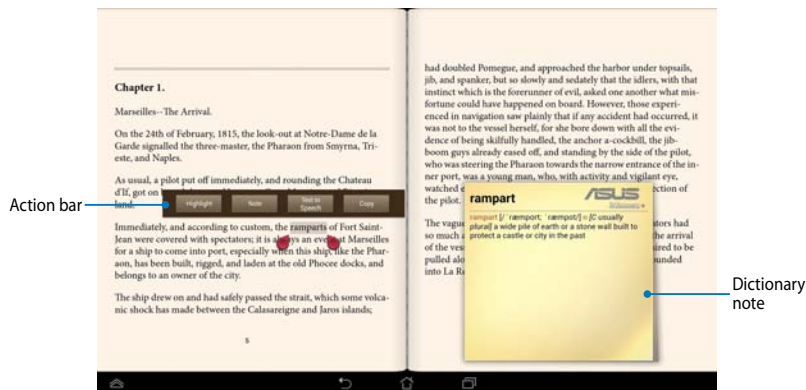 Chapter 1.
Marseilles--The Arrival.
On the 24th of February, 1815, the look-out at Notre-Dame de la
Garde signalled the three-master, the Pharaon from Smyrna, Tri-
este, and Naples.
As usual, a pilot put off immediately, and rounding the Chateau
d'If, got on
land.
Action bar
Highlight
Note
Text to
Speech
Copy
Immediately, and according to custom, the ramparts of Fort Saint-
Jean were covered with spectators; it is always an event at Marseilles
for a ship to come into port, especially when this ship, like the Phar-
aon, has been built, rigged, and laden at the old Phocee docks, and
belongs to an owner of the city.
The ship drew on and had safely passed the strait, which some volca-
nic shock has made between the Calasareigne and Jaros islands;
5
had doubled Pomegue, and approached the harbor under topsails,
jib, and spanker, but so slowly and sedately that the idlers, with that
instinct which is the forerunner of evil, asked one another what mis-
fortune could have happened on board. However, those experi-
enced in navigation saw plainly that if any accident had occurred, it
was not to the vessel herself, for she bore down with all the evi-
dence of being skilfully handled, the anchor a-cockbill, the jib-
boom guys already eased off, and standing by the side of the pilot,
who was steering the Pharaon towards the narrow entrance of the in-
ner port, was a young man, who, with activity and vigilant eye,
watched ection of
the pilot.
The vague ators had
so much a the arrival
of the ves ired to be
pulled alo ounded
into La Re
rampart
ASUS
rampart [/ˈræmpɑrt; ˈræmpɑt/] = [C usually
plural] a wide pile of earth or a stone wall built to
protect a castle or city in the past
Dictionary
note